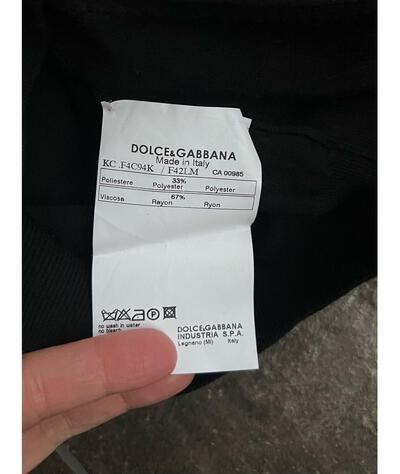 DOLCE&GABBANA
Made in Italy
KC .F4C94K / F42LM CA 00985
33%
Poliestere Polyester Polyester
67%
Viscosa Rayon Ryon
no wash in water
no bleach
DOLCE&GABBANA
INDUSTRIA S.P.A.
Legnano (MI) Italy